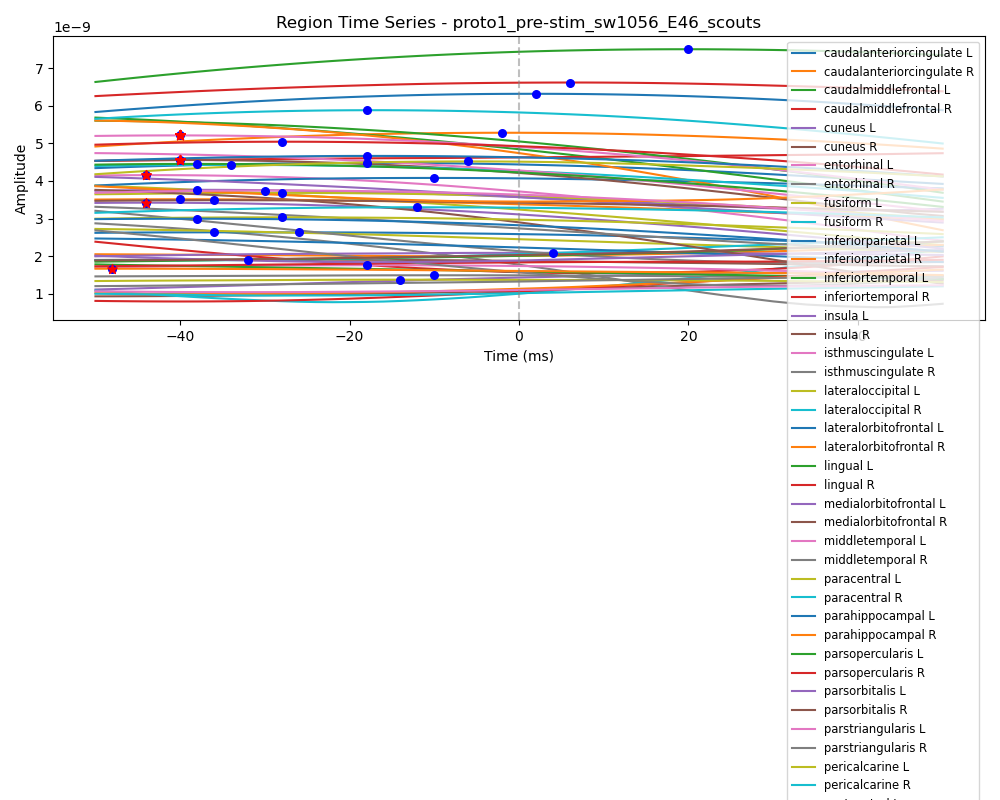 Region Time Series - proto1_pre-stim_sw1056_E46_scouts
1e−9
7
6
5
4
3
2
1
Amplitude
−40
−20
0
20
Time (ms)
caudalanteriorcingulate L
caudalanteriorcingulate R
caudalmiddlefrontal L
caudalmiddlefrontal R
cuneus L
cuneus R
entorhinal L
entorhinal R
fusiform L
fusiform R
inferiorparietal L
inferiorparietal R
inferiortemporal L
inferiortemporal R
insula L
insula R
isthmuscingulate L
isthmuscingulate R
lateraloccipital L
lateraloccipital R
lateralorbitofrontal L
lateralorbitofrontal R
lingual L
lingual R
medialorbitofrontal L
medialorbitofrontal R
middletemporal L
middletemporal R
paracentral L
paracentral R
parahippocampal L
parahippocampal R
parsopercularis L
parsopercularis R
parsorbitalis L
parsorbitalis R
parstriangularis L
parstriangularis R
pericalcarine L
pericalcarine R